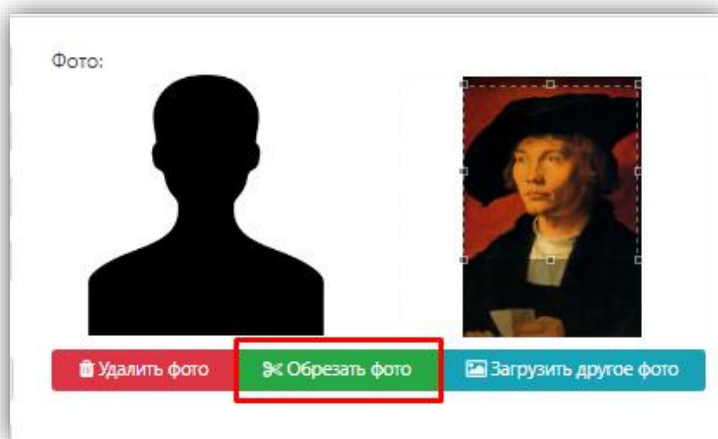 Фото:
Удалить фото
Обрезать фото
Загрузить другое фото